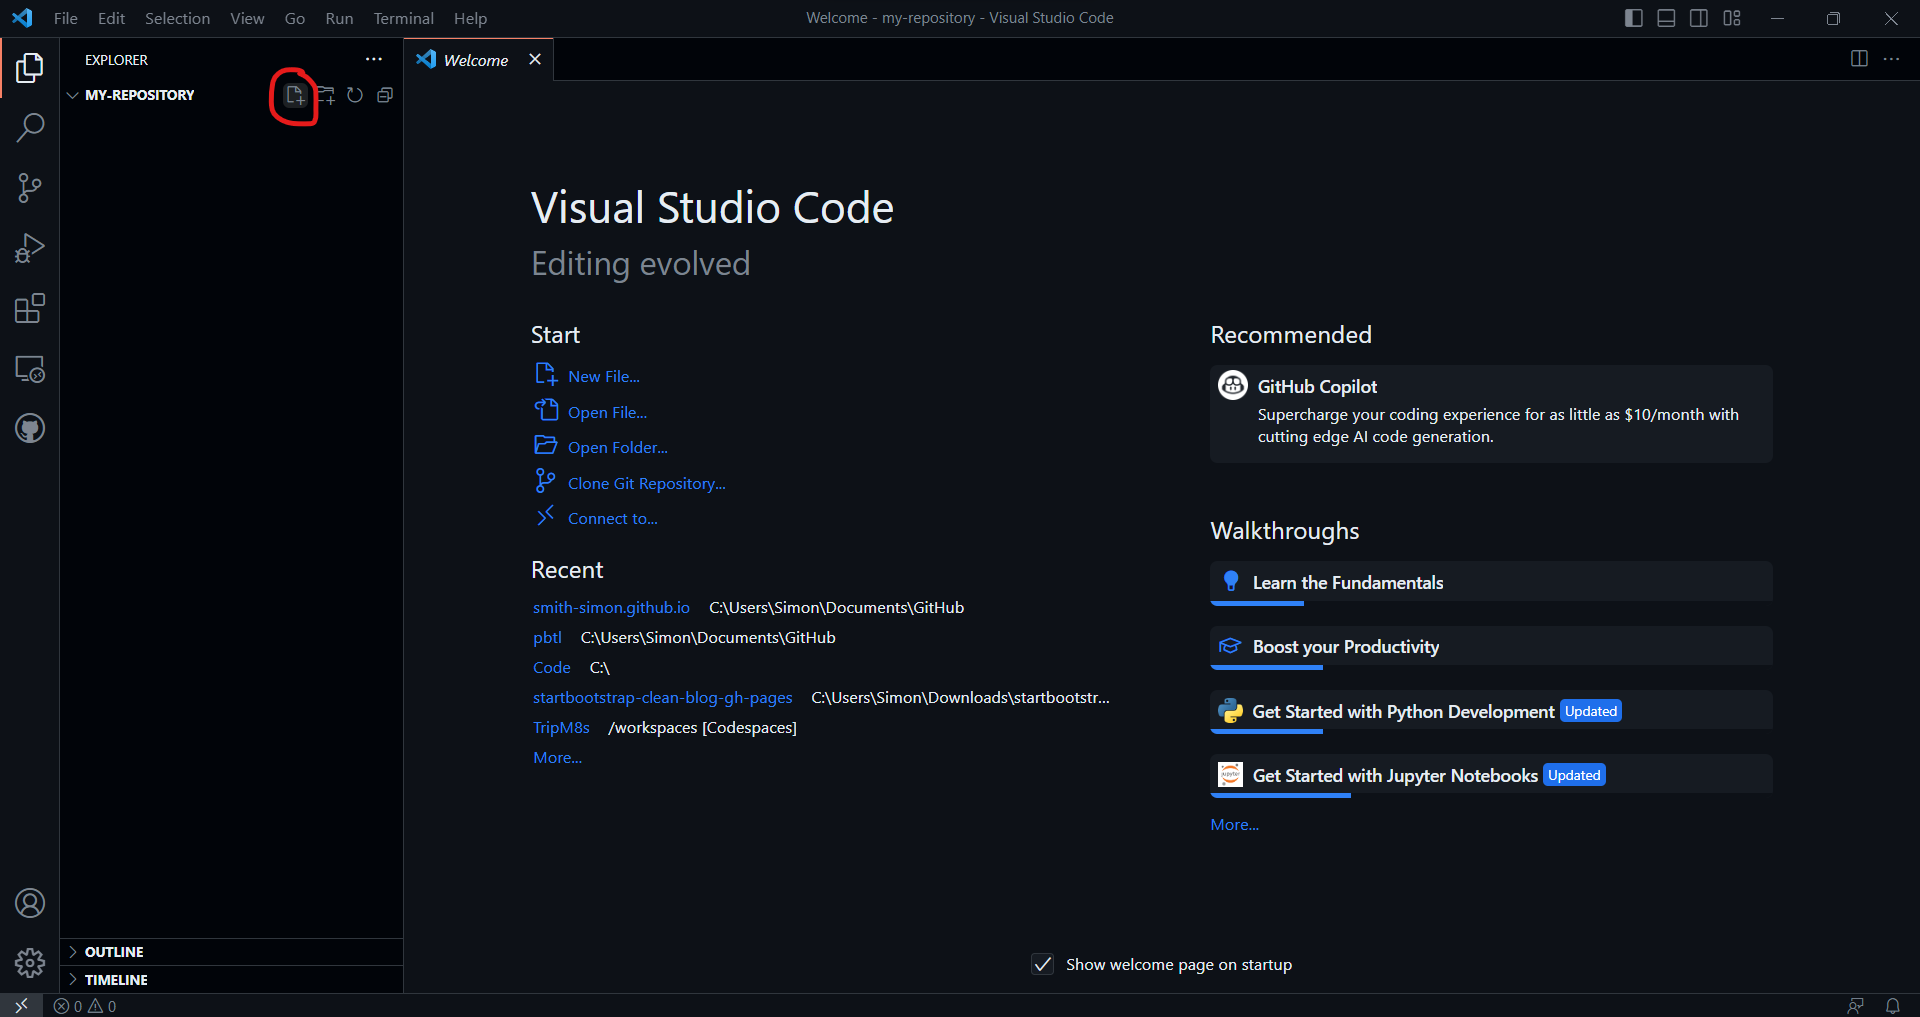 File Edit Selection View Go Run Terminal Help
Welcome - my-repository - Visual Studio Code
EXPLORER
MY-REPOSITORY
Welcome
Visual Studio Code
Editing evolved
Start
New File...
Open File...
Open Folder...
Clone Git Repository...
Connect to...
Recent
smith-simon.github.io C:\Users\Simon\Documents\GitHub
pbtl C:\Users\Simon\Documents\GitHub
Code C:\
startbootstrap-clean-blog-gh-pages C:\Users\Simon\Downloads\startbootstr...
TripM8s /workspaces [Codespaces]
More...
Recommended
GitHub Copilot
Supercharge your coding experience for as little as $10/month with
cutting edge AI code generation.
Walkthroughs
Learn the Fundamentals
Boost your Productivity
Get Started with Python Development Updated
jupyter
Get Started with Jupyter Notebooks Updated
More...
Show welcome page on startup
OUTLINE
TIMELINE
0 0